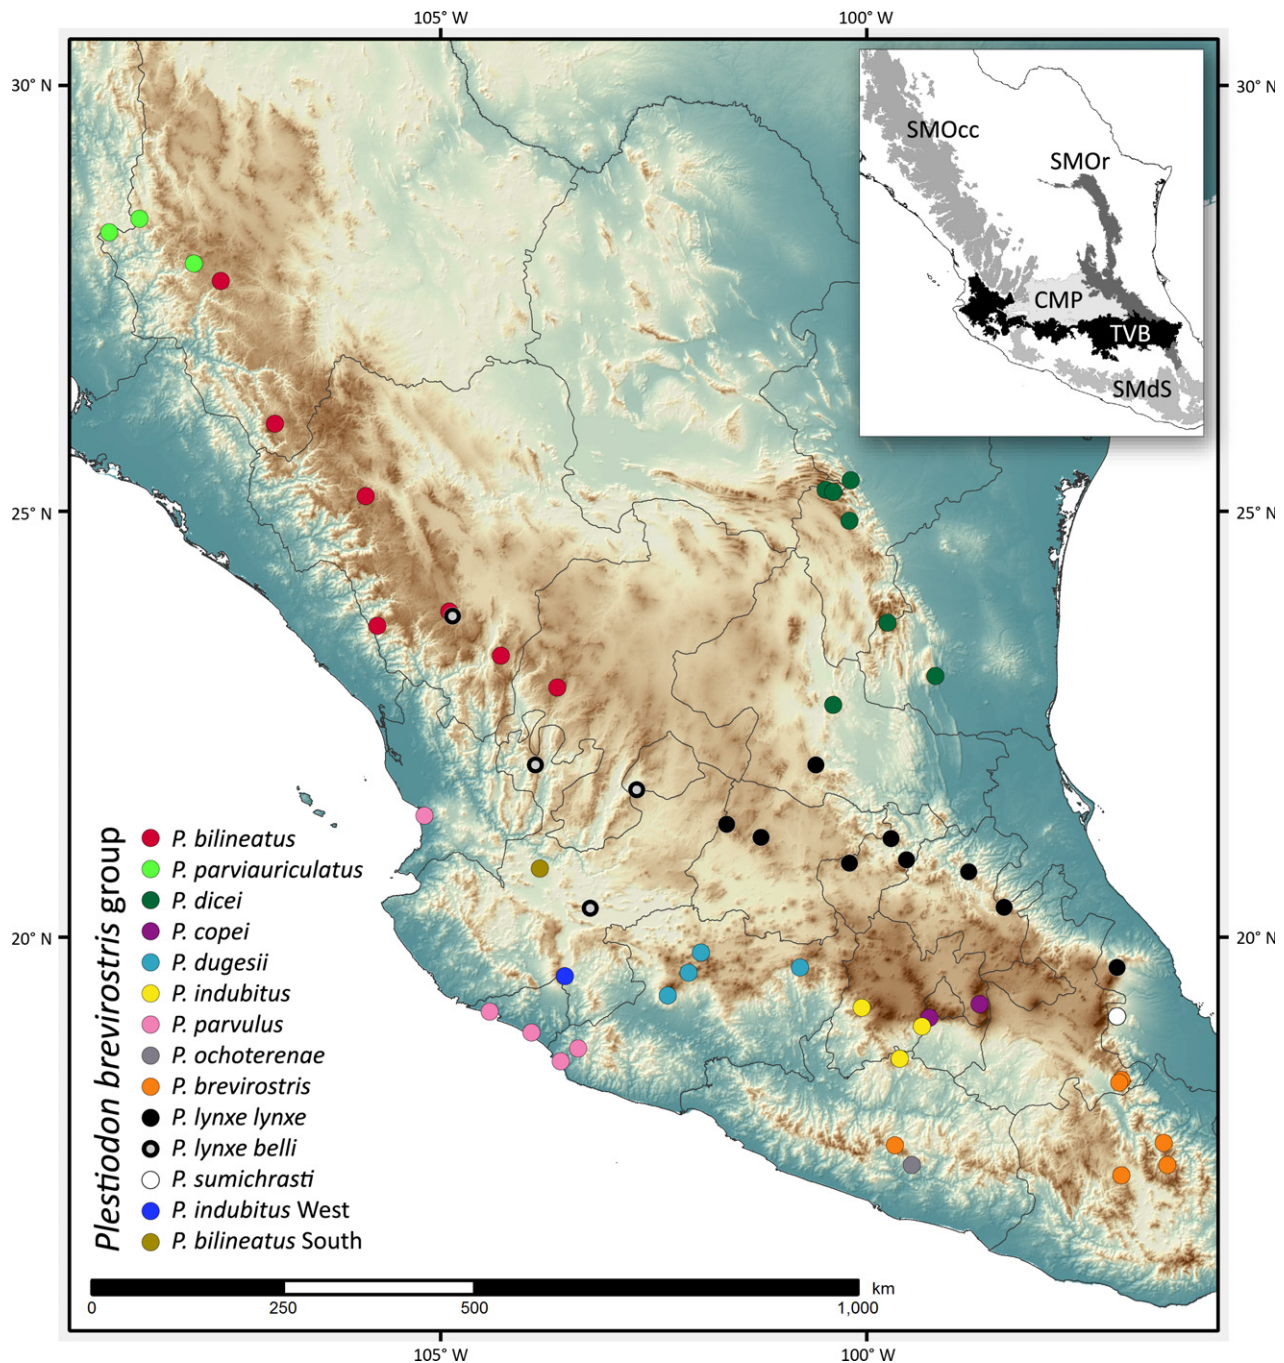 105° W
100° W
30° N
30° N
SMOcc
SMOr
CMP
TVB
SMdS
25° N
25° N
20° N
20° N
Plestiodon brevirostris group
P. bilineatus
P. parviauriculatus
P. dicei
P. copei
P. dugesii
P. indubitus
P. parvulus
P. ochoterenae
P. brevirostris
P. lynxe lynxe
P. lynxe belli
P. sumichrasti
P. indubitus West
P. bilineatus South
km
0
250
500
1,000
105° W
100° W